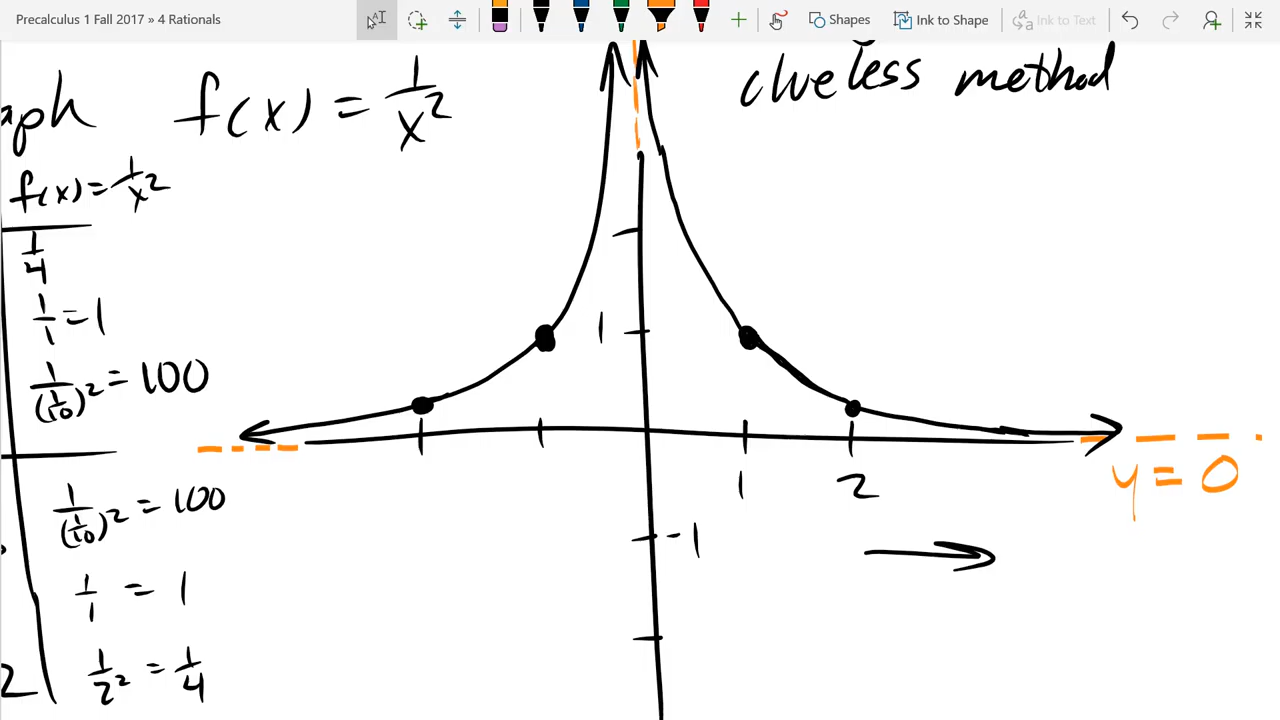 Precalculus 1 Fall 2017 » 4 Rationals
Shapes
Ink to Shape
Ink to Text
clueless method
aph f(x) = 1/x²
f(x) = 1/x²
1/4
1/1 = 1
1/(1/10)² = 100
1/(1/10)² = 100
1/1 = 1
2 1/2² = 1/4
1
1 2
-1
y = 0